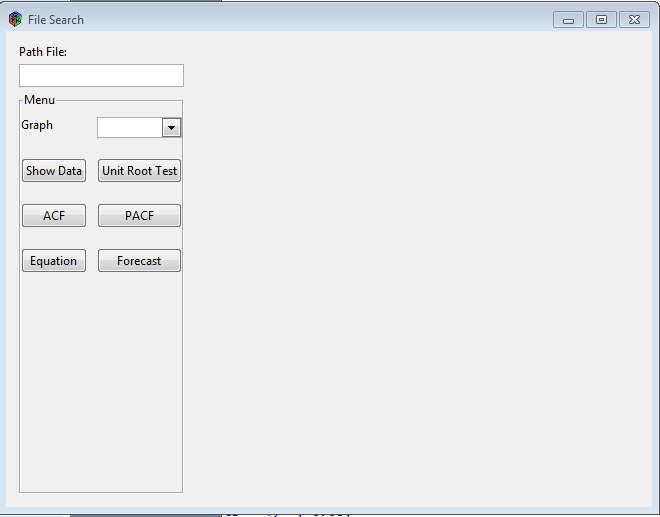 File Search
Path File:
Menu
Graph
Show Data Unit Root Test
ACF PACF
Equation Forecast